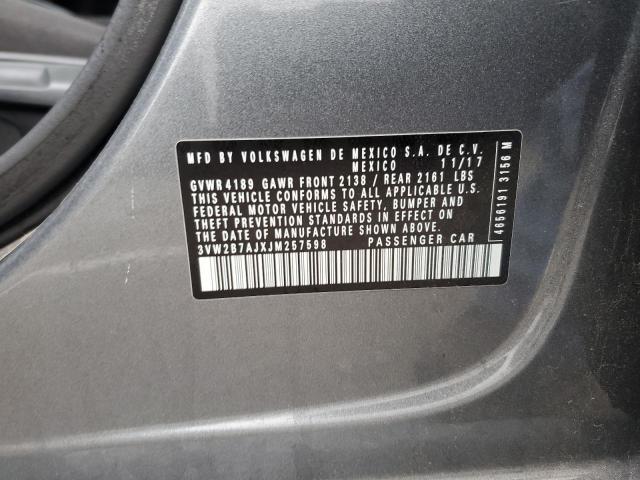 MFD BY VOLKSWAGEN DE MEXICO S.A. DE C.V.
MEXICO 11/17
GVWR 4189 GAWR FRONT 2138 / REAR 2161 LBS
THIS VEHICLE CONFORMS TO ALL APPLICABLE U.S.
FEDERAL MOTOR VEHICLE SAFETY, BUMPER AND
THEFT PREVENTION STANDARDS IN EFFECT ON
THE DATE OF MANUFACTURE SHOWN ABOVE.
3VW2B7AJXJM257598 PASSENGER CAR
4656191 3156 M